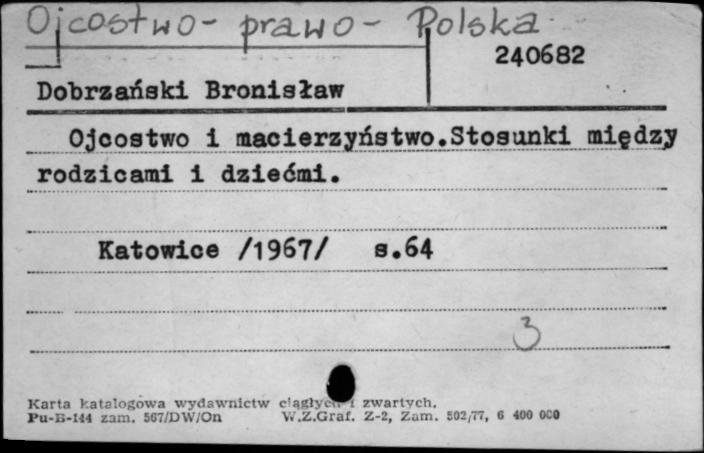 Ojcostwo - prawo - Polska
240682
Dobrzański Bronisław
Ojcostwo i macierzyństwo.Stosunki między
rodzicami i dziećmi.
Katowice /1967/ s.64
3
Karta katalogowa wydawnictw ciągłych i zwartych.
Pu-B-144 zam. 567/DW/On W.Z.Graf. Z-2, Zam. 502/77, 6 400 000